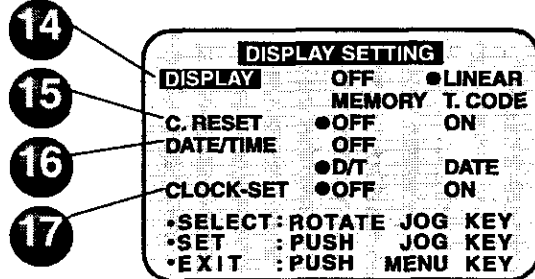 14
15
16
17
DISPLAY SETTING
DISPLAY OFF ●LINEAR
MEMORY T. CODE
C. RESET ●OFF ON
DATE/TIME OFF
●D/T DATE
CLOCK-SET ●OFF ON
•SELECT: ROTATE JOG KEY
•SET : PUSH JOG KEY
•EXIT : PUSH MENU KEY